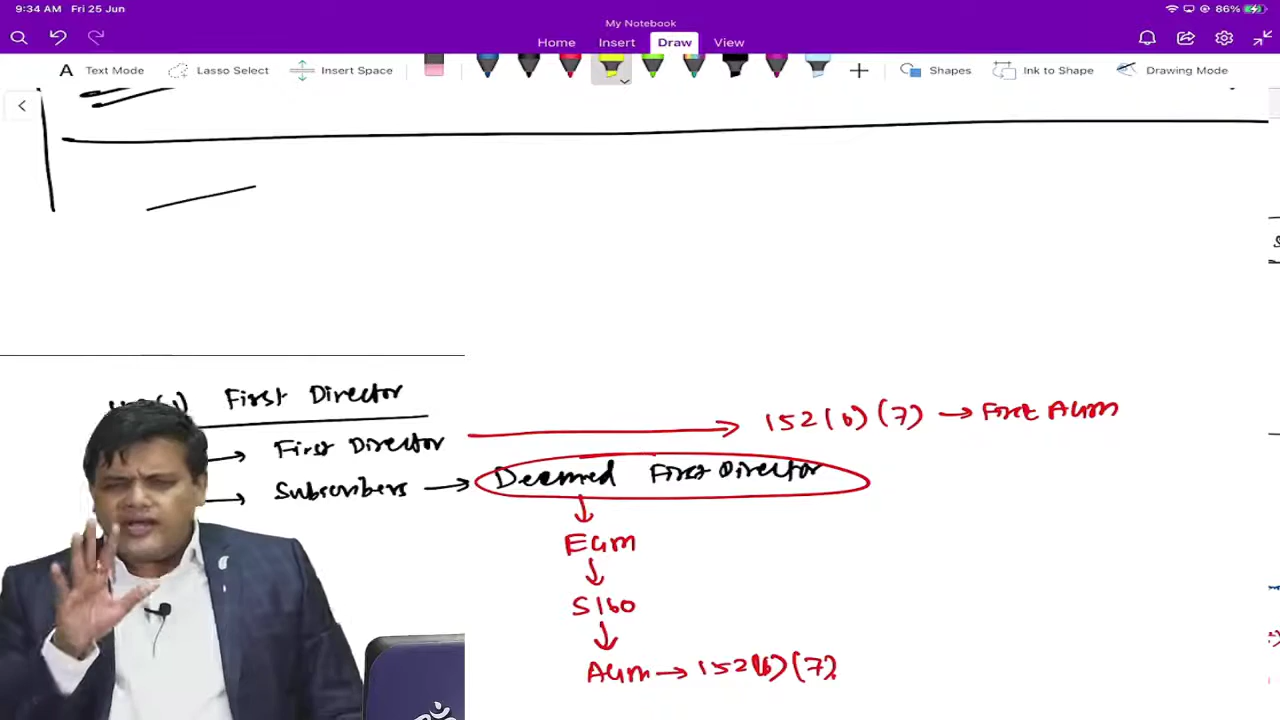 9:34 AM Fri 25 Jun
86%
My Notebook
Home Insert Draw View
A Text Mode Lasso Select Insert Space Shapes Ink to Shape Drawing Mode
First Director
First Director → 152(6)(7) → First AGM
Subscribers → Deemed First Director
↓
EGM
↓
S160
↓
AGM → 152(6)(7)
ॐ